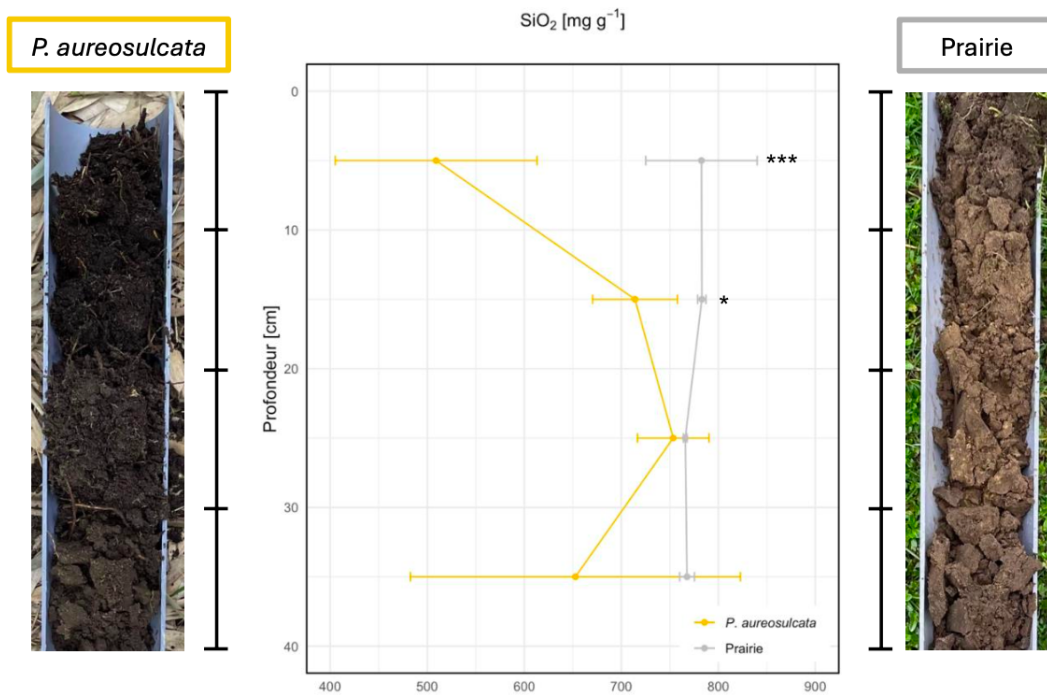 SiO₂ [mg g⁻¹]
P. aureosulcata
Prairie
0
10
20
30
40
Profondeur [cm]
***
*
P. aureosulcata
Prairie
400
500
600
700
800
900